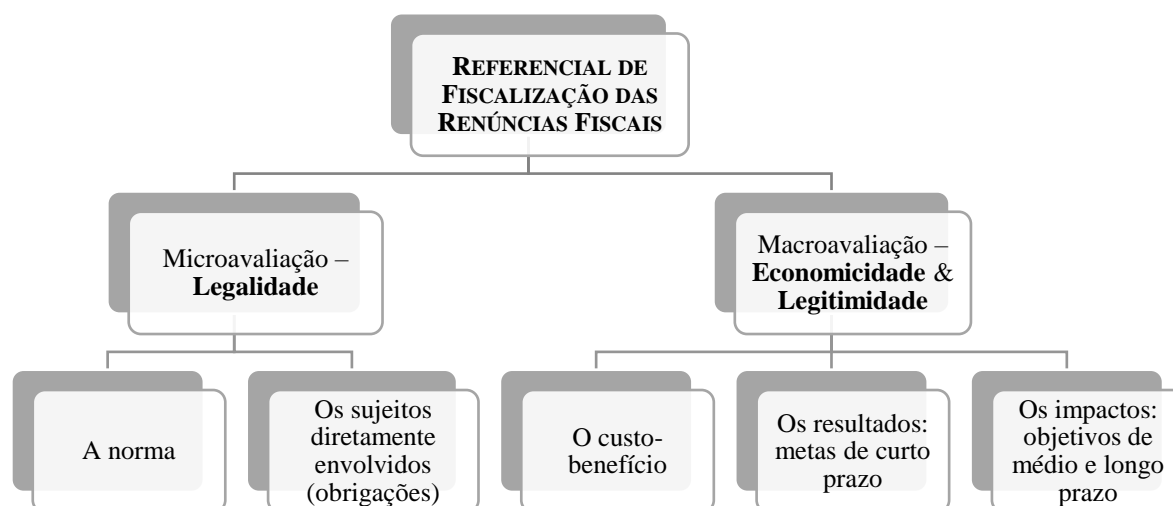 REFERENCIAL DE
FISCALIZAÇÃO DAS
RENÚNCIAS FISCAIS
Microavaliação –
Legalidade
Macroavaliação –
Economicidade &
Legitimidade
A norma
Os sujeitos
diretamente
envolvidos
(obrigações)
O custo-
benefício
Os resultados:
metas de curto
prazo
Os impactos:
objetivos de
médio e longo
prazo